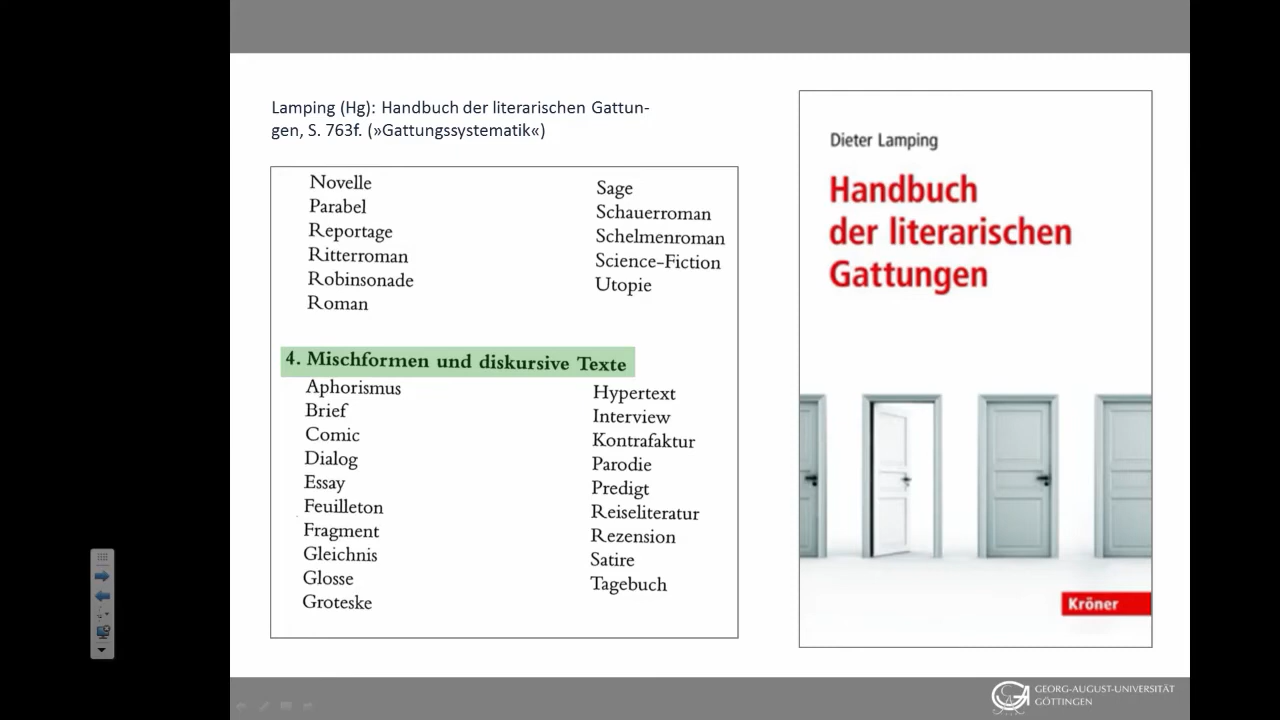 Lamping (Hg): Handbuch der literarischen Gattun-
gen, S. 763f. (»Gattungssystematik«)
Novelle
Parabel
Reportage
Ritterroman
Robinsonade
Roman
Sage
Schauerroman
Schelmenroman
Science-Fiction
Utopie
4. Mischformen und diskursive Texte
Aphorismus
Brief
Comic
Dialog
Essay
Feuilleton
Fragment
Gleichnis
Glosse
Groteske
Hypertext
Interview
Kontrafaktur
Parodie
Predigt
Reiseliteratur
Rezension
Satire
Tagebuch
Dieter Lamping
Handbuch
der literarischen
Gattungen
Kröner
GEORG-AUGUST-UNIVERSITÄT
GÖTTINGEN